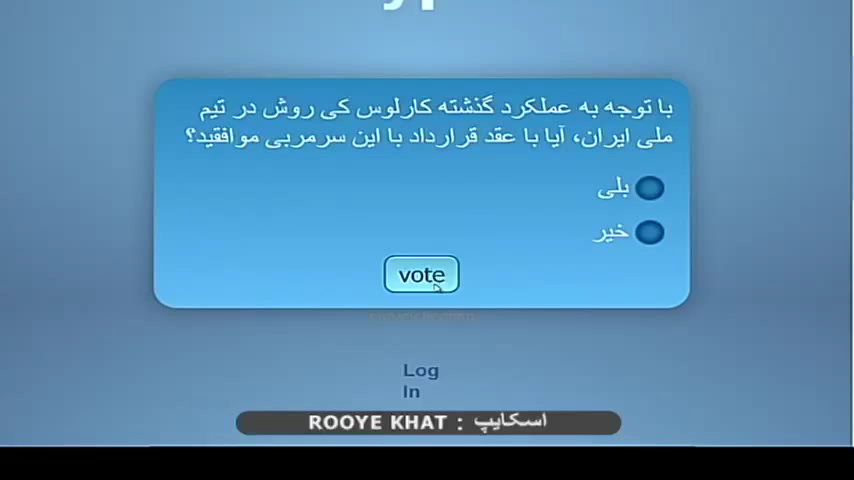 با توجه به عملکرد گذشته کارلوس کی روش در تیم
ملی ایران، آیا با عقد قرارداد با این سرمربی موافقید؟
بلی
خیر
vote
Log
In
ROOYE KHAT : اسکایپ